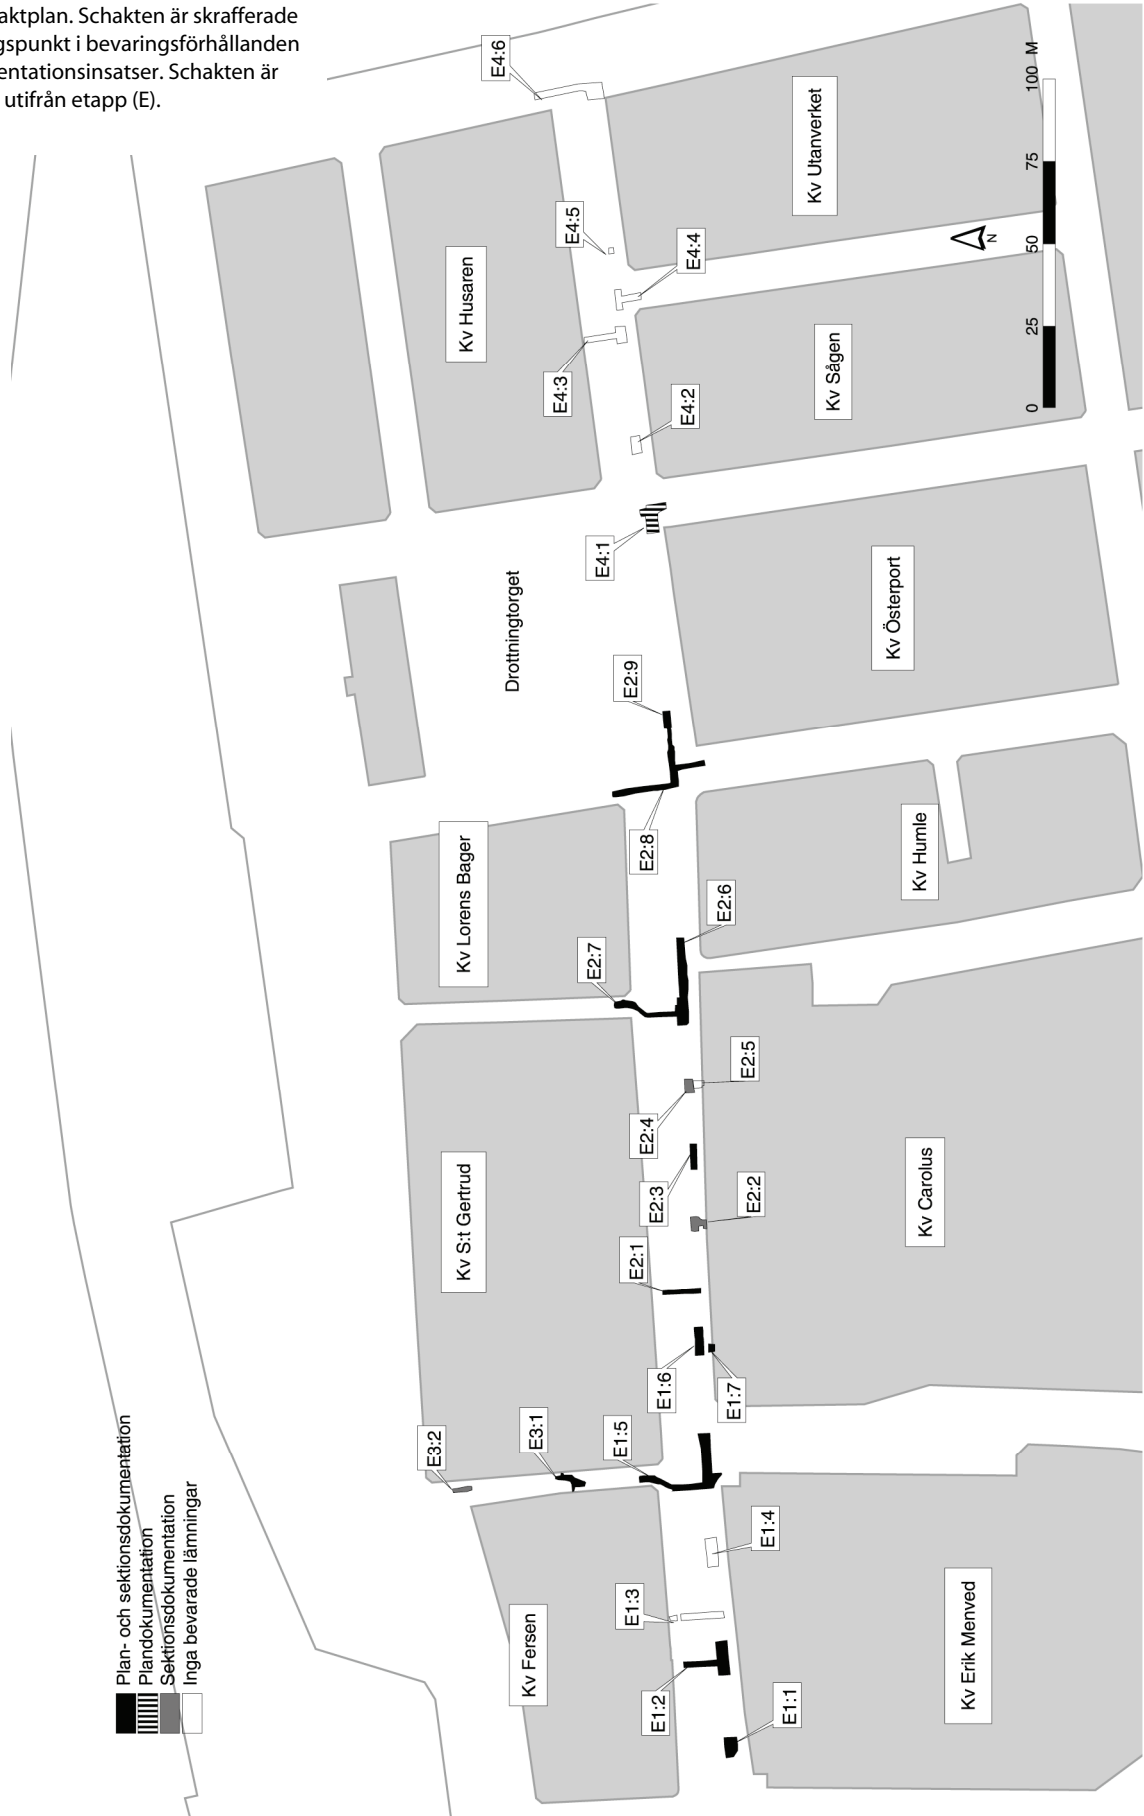 aktplan. Schakten är skrafferade
gspunkt i bevaringsförhållanden
entationsinsatser. Schakten är
utifrån etapp (E).
Plan- och sektionsdokumentation
Plandokumentation
Sektionsdokumentation
Inga bevarade lämningar
Kv Fersen
Kv S:t Gertrud
Kv Lorens Bager
Drottningtorget
Kv Husaren
Kv Erik Menved
Kv Carolus
Kv Humle
Kv Österport
Kv Sågen
Kv Utanverket
E1:1
E1:2
E1:3
E1:4
E1:5
E1:6
E1:7
E2:1
E2:2
E2:3
E2:4
E2:5
E2:6
E2:7
E2:8
E2:9
E3:1
E3:2
E4:1
E4:2
E4:3
E4:4
E4:5
E4:6
N
0 25 50 75 100 M